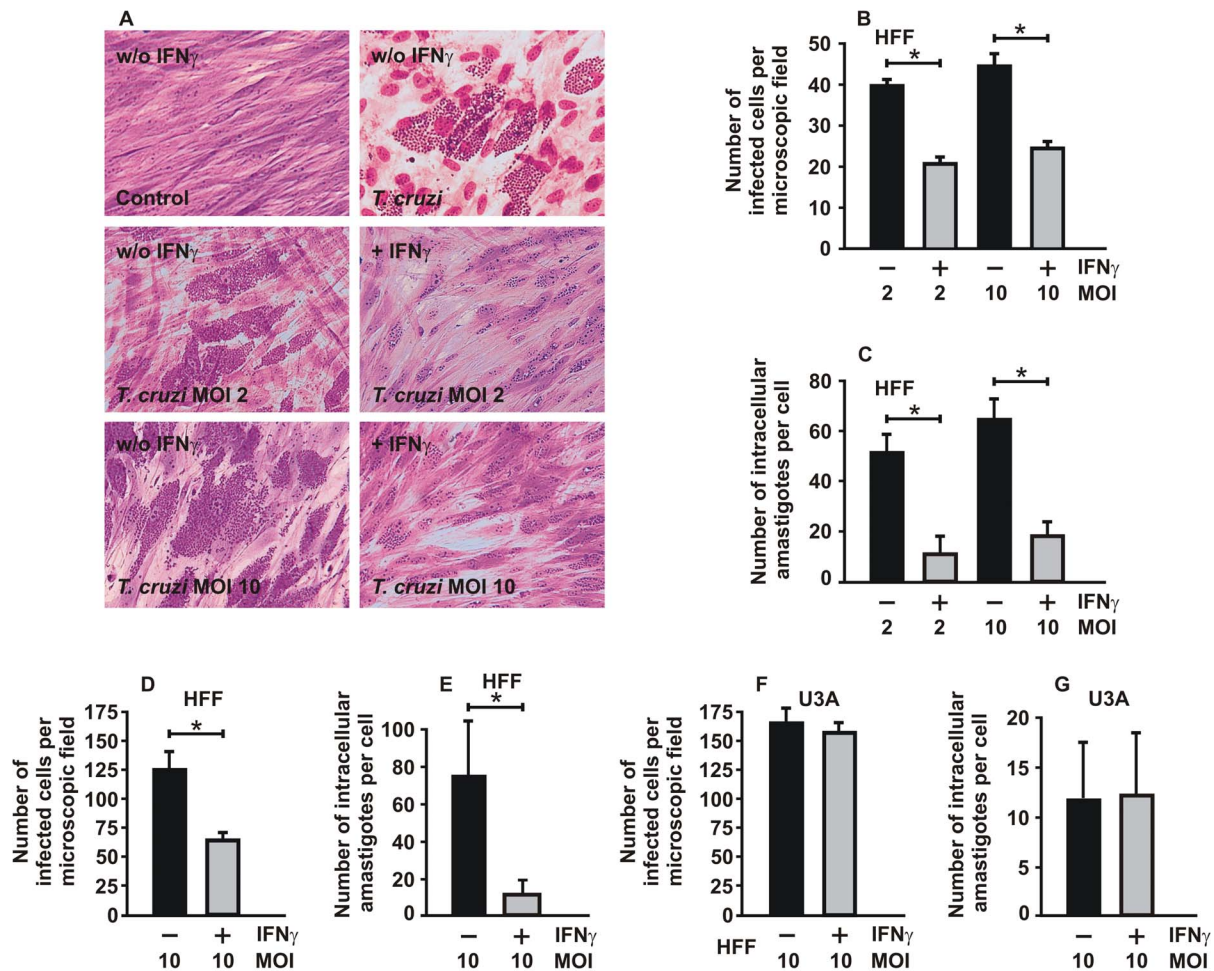 A
w/o IFNγ
w/o IFNγ
Control
T. cruzi
w/o IFNγ
+ IFNγ
T. cruzi MOI 2
T. cruzi MOI 2
w/o IFNγ
+ IFNγ
T. cruzi MOI 10
T. cruzi MOI 10
B
HFF
*
*
Number of
infected cells per
microscopic field
50
40
30
20
10
0
− + − + IFNγ
2 2 10 10 MOI
C
HFF
*
*
Number of intracellular
amastigotes per cell
80
60
40
20
0
− + − + IFNγ
2 2 10 10 MOI
D
HFF
*
Number of
infected cells per
microscopic field
175
150
125
100
75
50
25
0
− + IFNγ
10 10 MOI
E
HFF
*
Number of intracellular
amastigotes per cell
100
80
60
40
20
0
− + IFNγ
10 10 MOI
F
U3A
Number of
infected cells per
microscopic field
175
150
125
100
75
50
25
0
− + IFNγ
HFF 10 10 MOI
G
U3A
Number of intracellular
amastigotes per cell
20
15
10
5
0
− + IFNγ
10 10 MOI